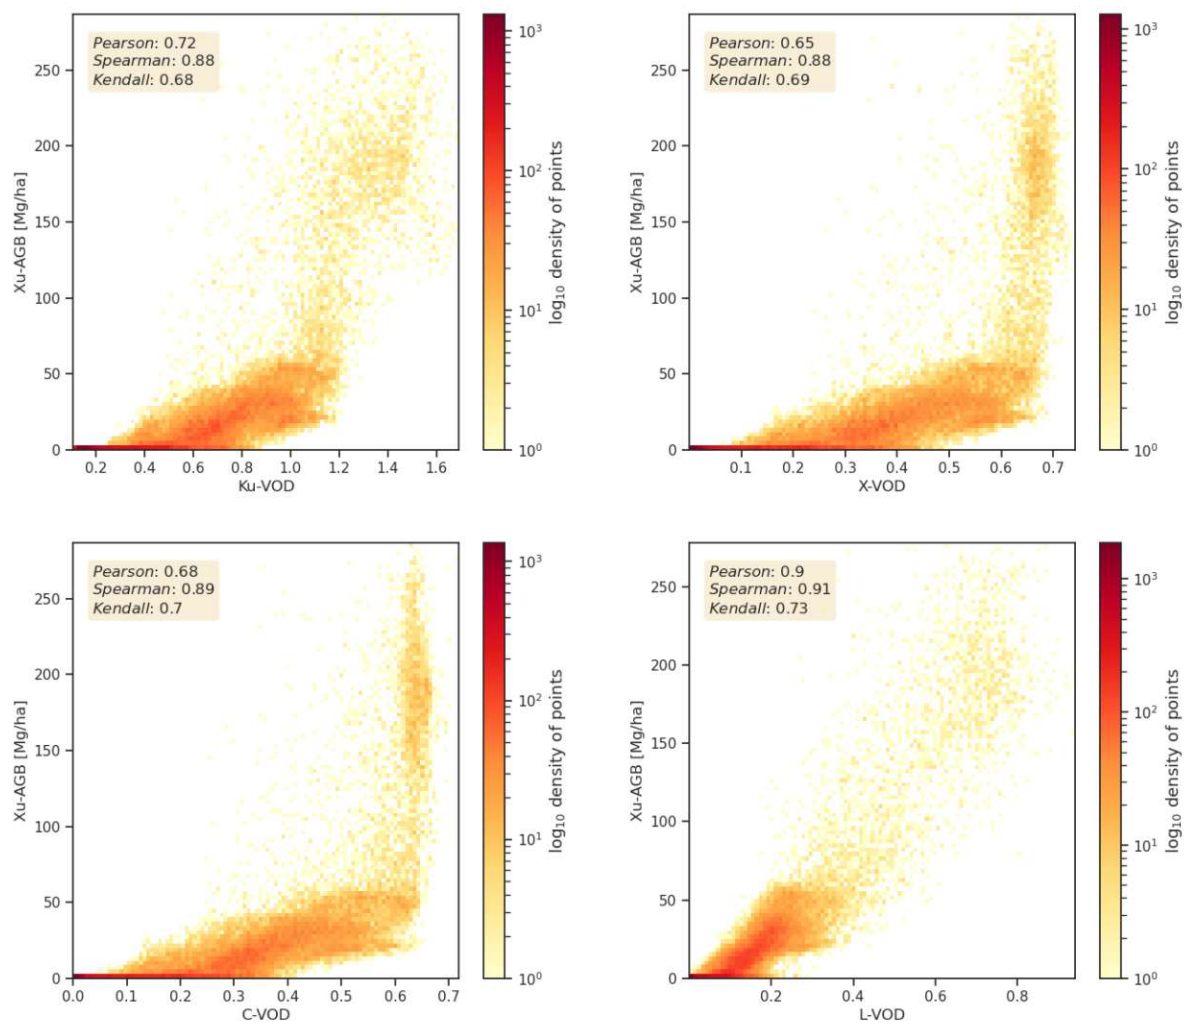 Pearson: 0.72
Spearman: 0.88
Kendall: 0.68
Xu-AGB [Mg/ha]
250
200
150
100
50
0
0.2 0.4 0.6 0.8 1.0 1.2 1.4 1.6
Ku-VOD
10³
10²
10¹
10⁰
log₁₀ density of points
Pearson: 0.65
Spearman: 0.88
Kendall: 0.69
Xu-AGB [Mg/ha]
250
200
150
100
50
0
0.1 0.2 0.3 0.4 0.5 0.6 0.7
X-VOD
10³
10²
10¹
10⁰
log₁₀ density of points
Pearson: 0.68
Spearman: 0.89
Kendall: 0.7
Xu-AGB [Mg/ha]
250
200
150
100
50
0
0.0 0.1 0.2 0.3 0.4 0.5 0.6 0.7
C-VOD
10³
10²
10¹
10⁰
log₁₀ density of points
Pearson: 0.9
Spearman: 0.91
Kendall: 0.73
Xu-AGB [Mg/ha]
250
200
150
100
50
0
0.2 0.4 0.6 0.8
L-VOD
10³
10²
10¹
10⁰
log₁₀ density of points